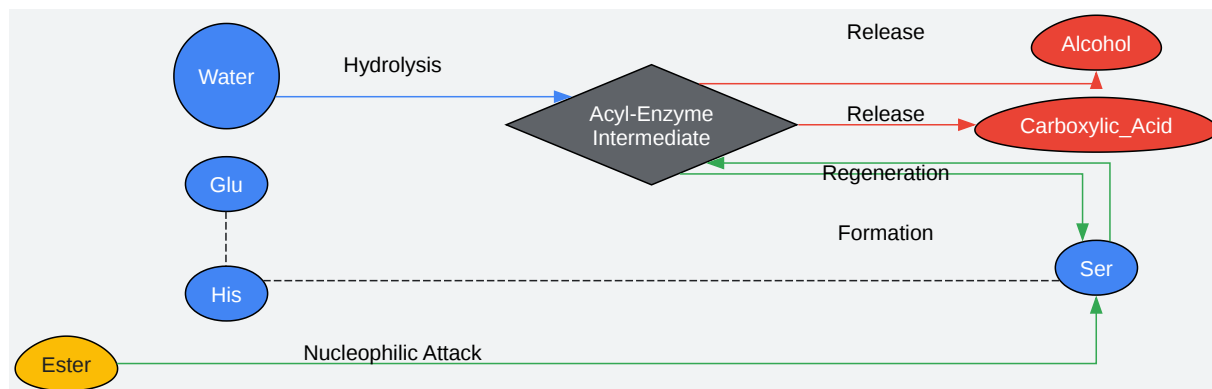 Release
Alcohol
Water
Hydrolysis
Acyl-Enzyme
Intermediate
Release
Carboxylic_Acid
Glu
Regeneration
Formation
Ser
His
Nucleophilic Attack
Ester